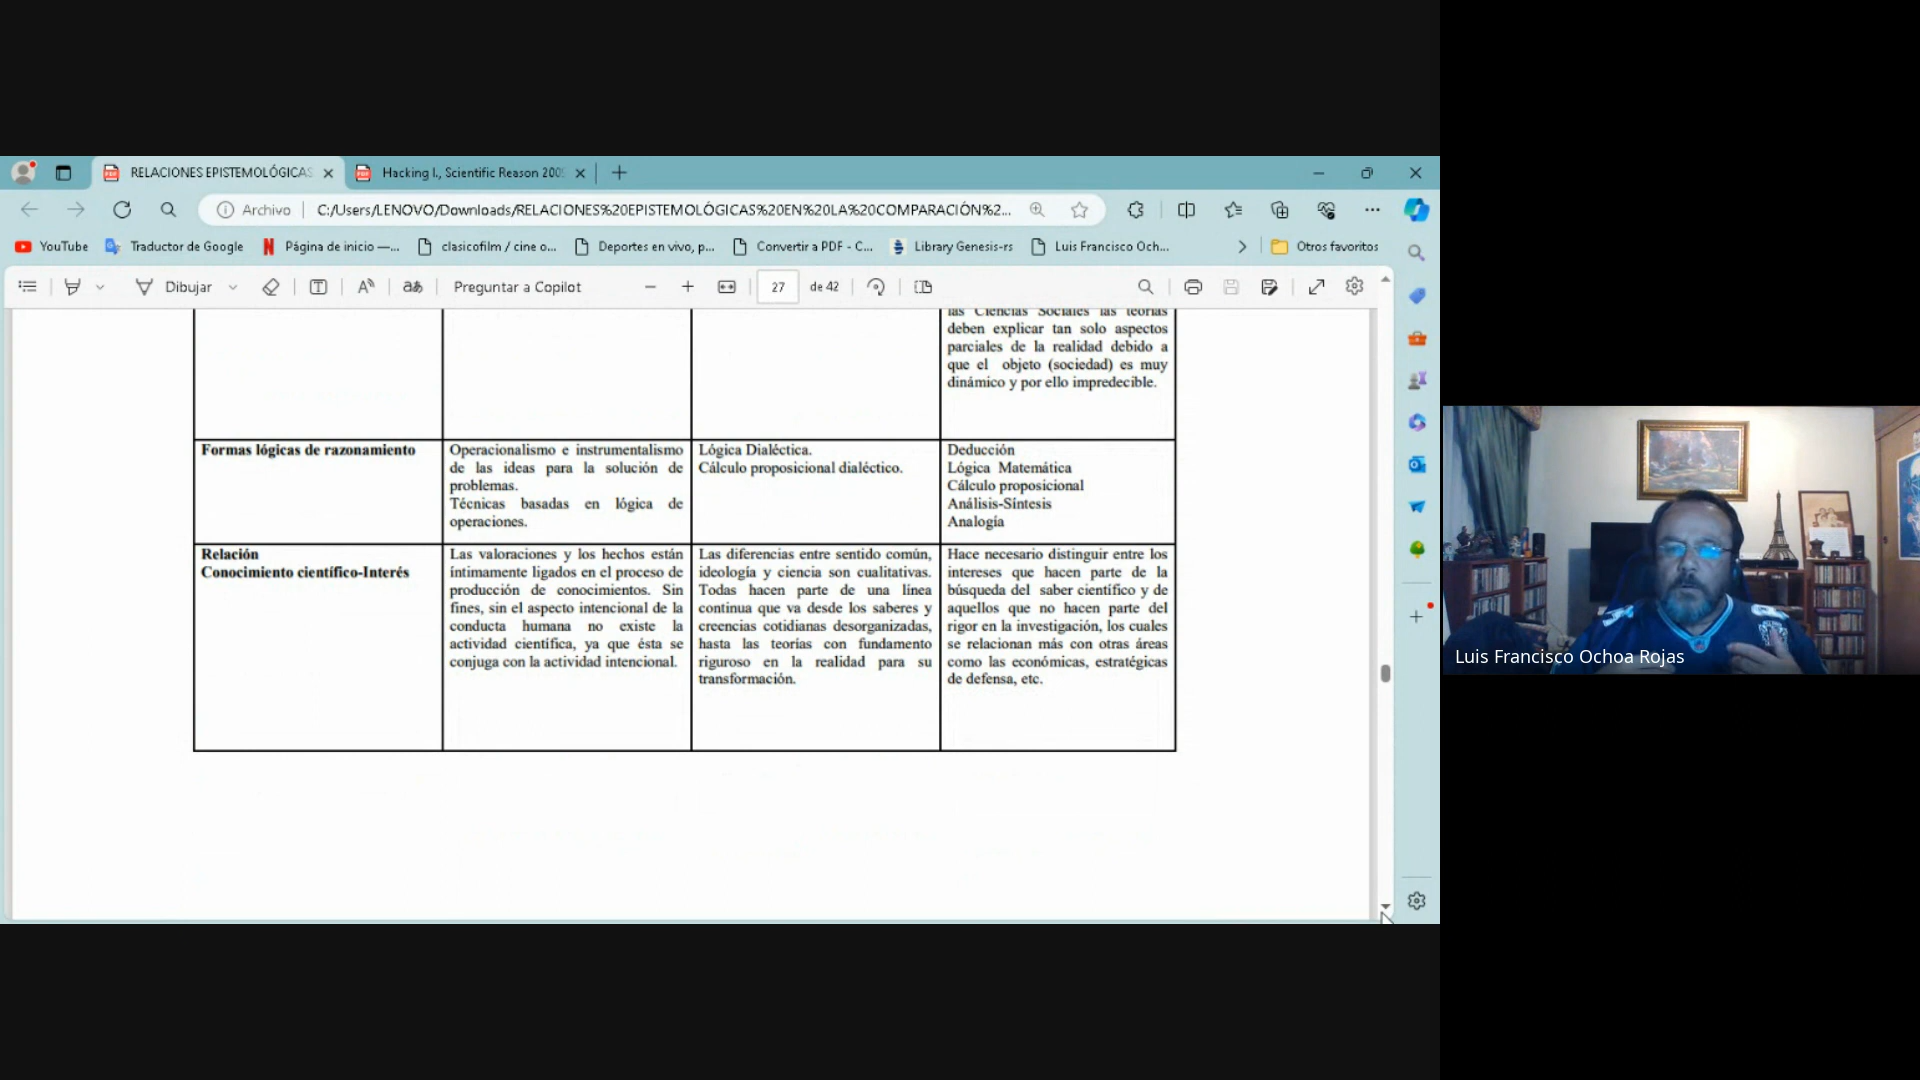 RELACIONES EPISTEMOLÓGICAS
Hacking I., Scientific Reason 200
Archivo
C:/Users/LENOVO/Downloads/RELACIONES%20EPISTEMOLÓGICAS%20EN%20LA%20COMPARACIÓN%2...
YouTube
Traductor de Google
Página de inicio —...
clasicofilm / cine o...
Deportes en vivo, p...
Convertir a PDF - C...
Library Genesis-rs
Luis Francisco Och...
Otros favoritos
Dibujar
aあ
Preguntar a Copilot
27
de 42
las Ciencias Sociales las teorías
deben explicar tan solo aspectos
parciales de la realidad debido a
que el objeto (sociedad) es muy
dinámico y por ello impredecible.
Formas lógicas de razonamiento
Operacionalismo e instrumentalismo
de las ideas para la solución de
problemas.
Técnicas basadas en lógica de
operaciones.
Lógica Dialéctica.
Cálculo proposicional dialéctico.
Deducción
Lógica Matemática
Cálculo proposicional
Análisis-Síntesis
Analogía
Relación
Conocimiento científico-Interés
Las valoraciones y los hechos están
íntimamente ligados en el proceso de
producción de conocimientos. Sin
fines, sin el aspecto intencional de la
conducta humana no existe la
actividad científica, ya que ésta se
conjuga con la actividad intencional.
Las diferencias entre sentido común,
ideología y ciencia son cualitativas.
Todas hacen parte de una línea
continua que va desde los saberes y
creencias cotidianas desorganizadas,
hasta las teorías con fundamento
riguroso en la realidad para su
transformación.
Hace necesario distinguir entre los
intereses que hacen parte de la
búsqueda del saber científico y de
aquellos que no hacen parte del
rigor en la investigación, los cuales
se relacionan más con otras áreas
como las económicas, estratégicas
de defensa, etc.
Luis Francisco Ochoa Rojas